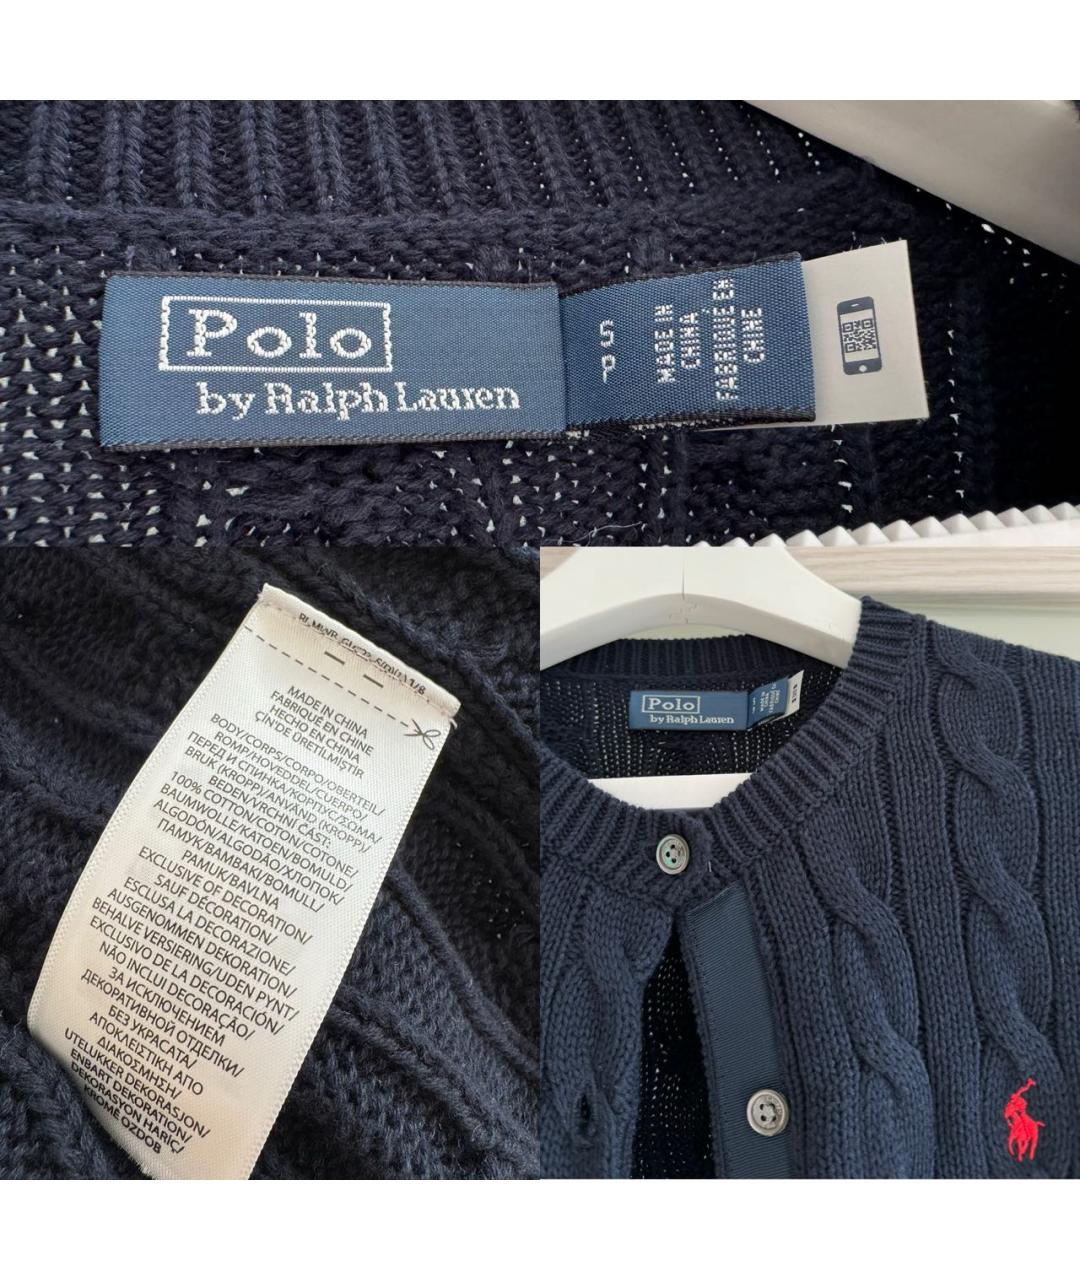 Polo
by Ralph Lauren
S
P
MADE IN
CHINA
FABRIQUÉ EN
CHINE
1/8
MADE IN CHINA
FABRIQUÉ EN CHINE
HECHO EN CHINA
ÇİN'DE ÜRETİLMİŞTİR
BODY/CORPS/CORPO/OBERTEIL/
ROMP/HOVEDDEL/CUERPO/
ПЕРЕД И СПИНКА/КОРПУС/ΣΩΜΑ/
BRUK (KROPP)/ANVÄND (KROPP)/
BEDEN/VRCHNÍ ČÁST:
100% COTTON/COTON/COTONE/
BAUMWOLLE/KATOEN/BOMULD/
ALGODÓN/ALGODÃO/ХЛОПОК/
ПАМУК/ΒΑΜΒΑΚΙ/BOMULL/
PAMUK/BAVLNA
EXCLUSIVE OF DECORATION/
SAUF DÉCORATION/
ESCLUSA LA DECORAZIONE/
AUSGENOMMEN DEKORATION/
BEHALVE VERSIERING/UDEN PYNT/
EXCLUSIVO DE LA DECORACIÓN/
NÃO INCLUI DECORAÇÃO/
ЗА ИСКЛЮЧЕНИЕМ
ДЕКОРАТИВНОЙ ОТДЕЛКИ/
БЕЗ УКРАСАТА/
ΑΠΟΚΛΕΙΣΤΙΚΗ ΑΠΟ
ΔΙΑΚΟΣΜΗΣΗ/
UTELUKKER DEKORASJON/
ENBART DEKORATION/
DEKORASYON HARİÇ/
KROMĚ OZDOB
Polo
by Ralph Lauren